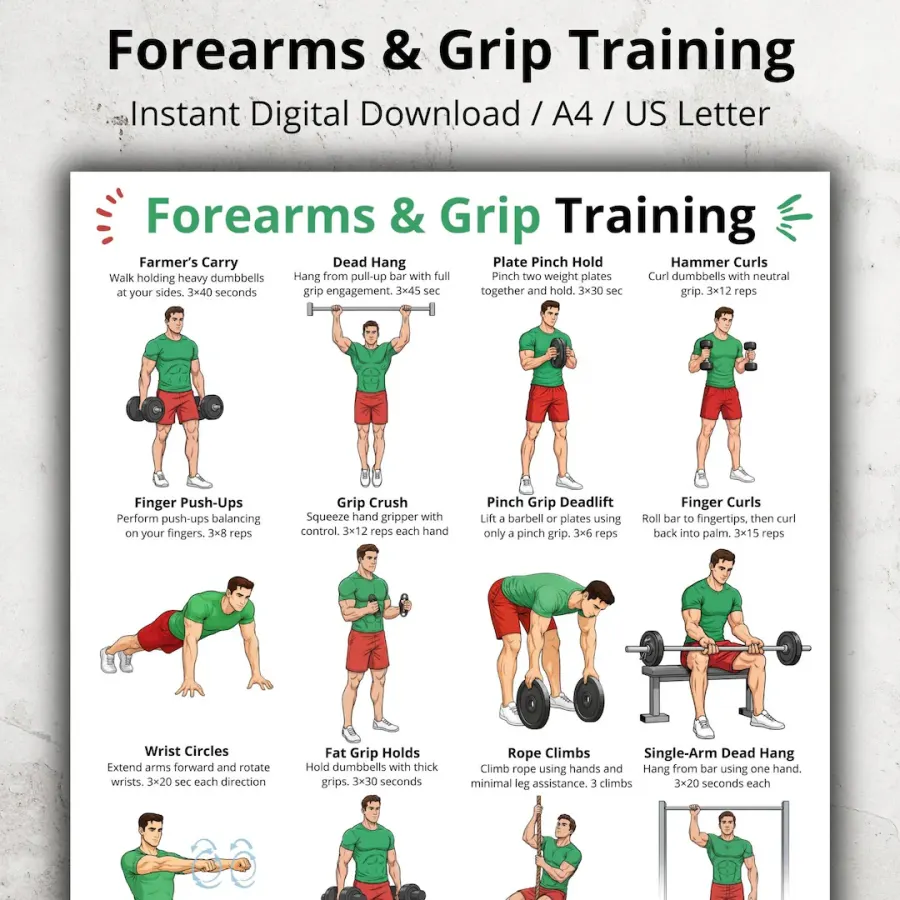 Forearms & Grip Training
Instant Digital Download / A4 / US Letter
Forearms & Grip Training
Farmer's Carry
Walk holding heavy dumbbells
at your sides. 3×40 seconds
Dead Hang
Hang from pull-up bar with full
grip engagement. 3×45 sec
Plate Pinch Hold
Pinch two weight plates
together and hold. 3×30 sec
Hammer Curls
Curl dumbbells with neutral
grip. 3×12 reps
Finger Push-Ups
Perform push-ups balancing
on your fingers. 3×8 reps
Grip Crush
Squeeze hand gripper with
control. 3×12 reps each hand
Pinch Grip Deadlift
Lift a barbell or plates using
only a pinch grip. 3×6 reps
Finger Curls
Roll bar to fingertips, then curl
back into palm. 3×15 reps
Wrist Circles
Extend arms forward and rotate
wrists. 3×20 sec each direction
Fat Grip Holds
Hold dumbbells with thick
grips. 3×30 seconds
Rope Climbs
Climb rope using hands and
minimal leg assistance. 3 climbs
Single-Arm Dead Hang
Hang from bar using one hand.
3×20 seconds each